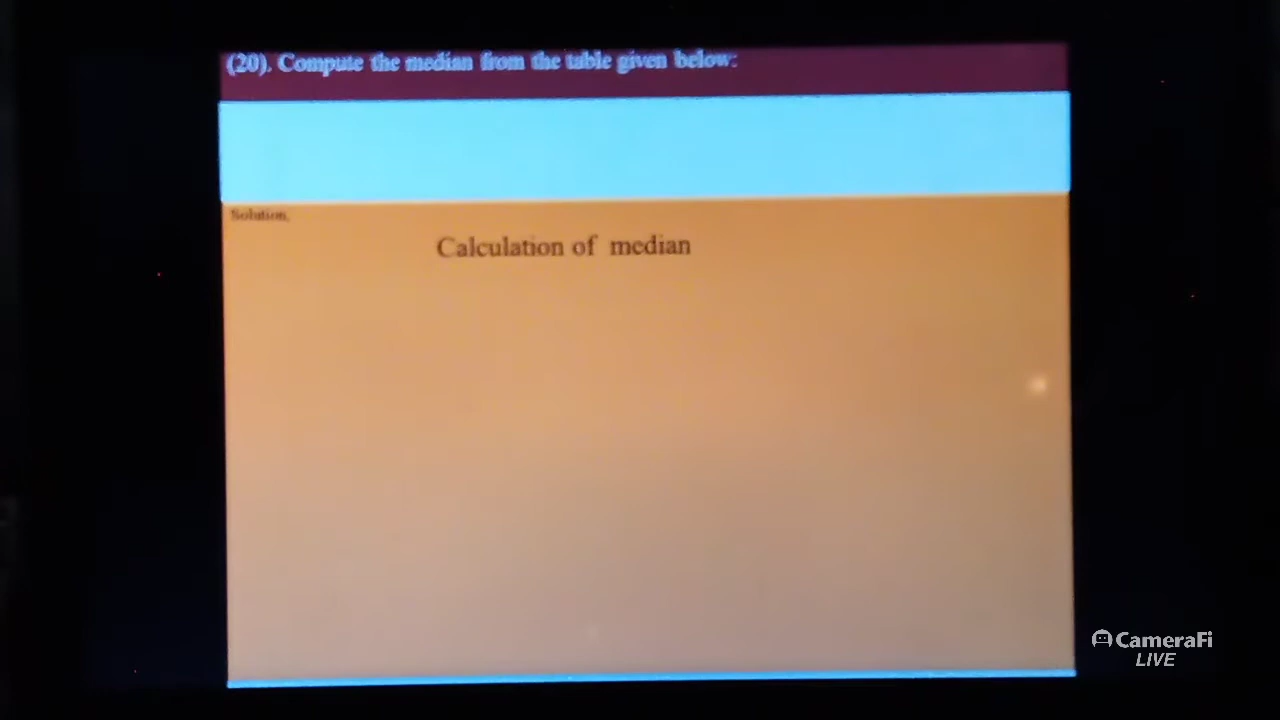 (20). Compute the median from the table given below:
Solution,
Calculation of median
CameraFi
LIVE